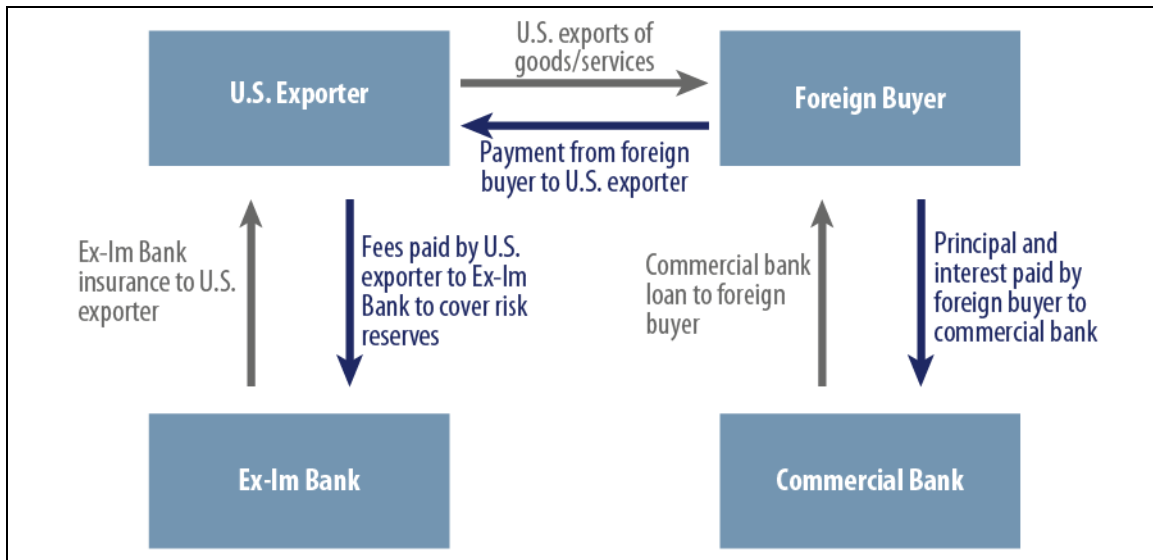 U.S. exports of
goods/services
U.S. Exporter
Foreign Buyer
Payment from foreign
buyer to U.S. exporter
Ex-Im Bank
insurance to U.S.
exporter
Fees paid by U.S.
exporter to Ex-Im
Bank to cover risk
reserves
Commercial bank
loan to foreign
buyer
Principal and
interest paid by
foreign buyer to
commercial bank
Ex-Im Bank
Commercial Bank